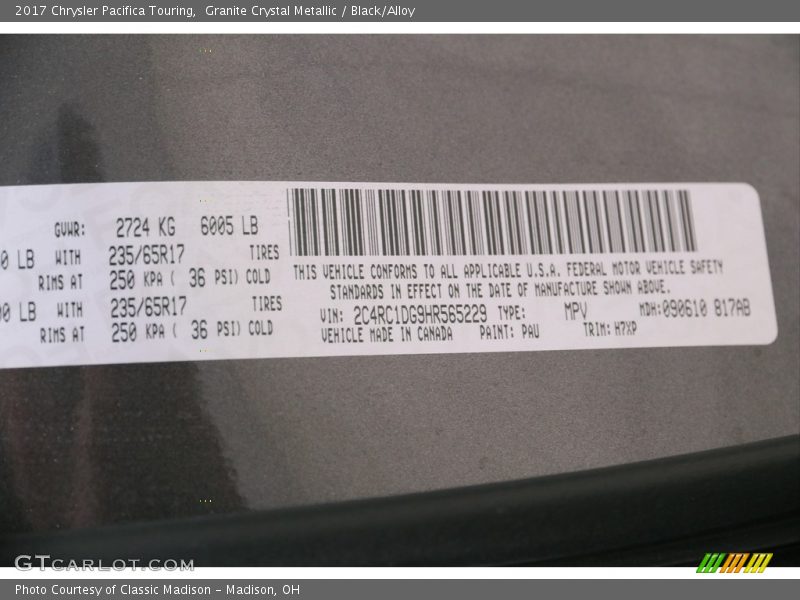 2017 Chrysler Pacifica Touring, Granite Crystal Metallic / Black/Alloy
GVWR: 2724 KG 6005 LB
0 LB WITH 235/65R17 TIRES
RIMS AT 250 KPA ( 36 PSI) COLD
00 LB WITH 235/65R17 TIRES
RIMS AT 250 KPA ( 36 PSI) COLD
THIS VEHICLE CONFORMS TO ALL APPLICABLE U.S.A. FEDERAL MOTOR VEHICLE SAFETY
STANDARDS IN EFFECT ON THE DATE OF MANUFACTURE SHOWN ABOVE.
VIN: 2C4RC1DG9HR565229 TYPE: MPV MDH:090610 817AB
VEHICLE MADE IN CANADA PAINT: PAU TRIM: H7XP
GTCARLOT.COM
Photo Courtesy of Classic Madison - Madison, OH